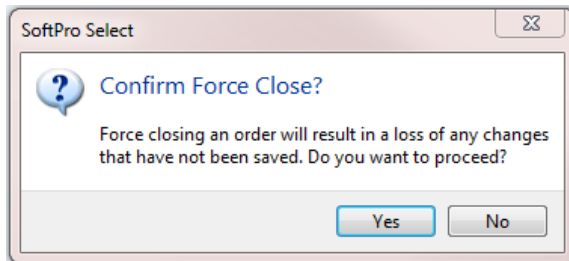 SoftPro Select
Confirm Force Close?
Force closing an order will result in a loss of any changes
that have not been saved. Do you want to proceed?
Yes
No